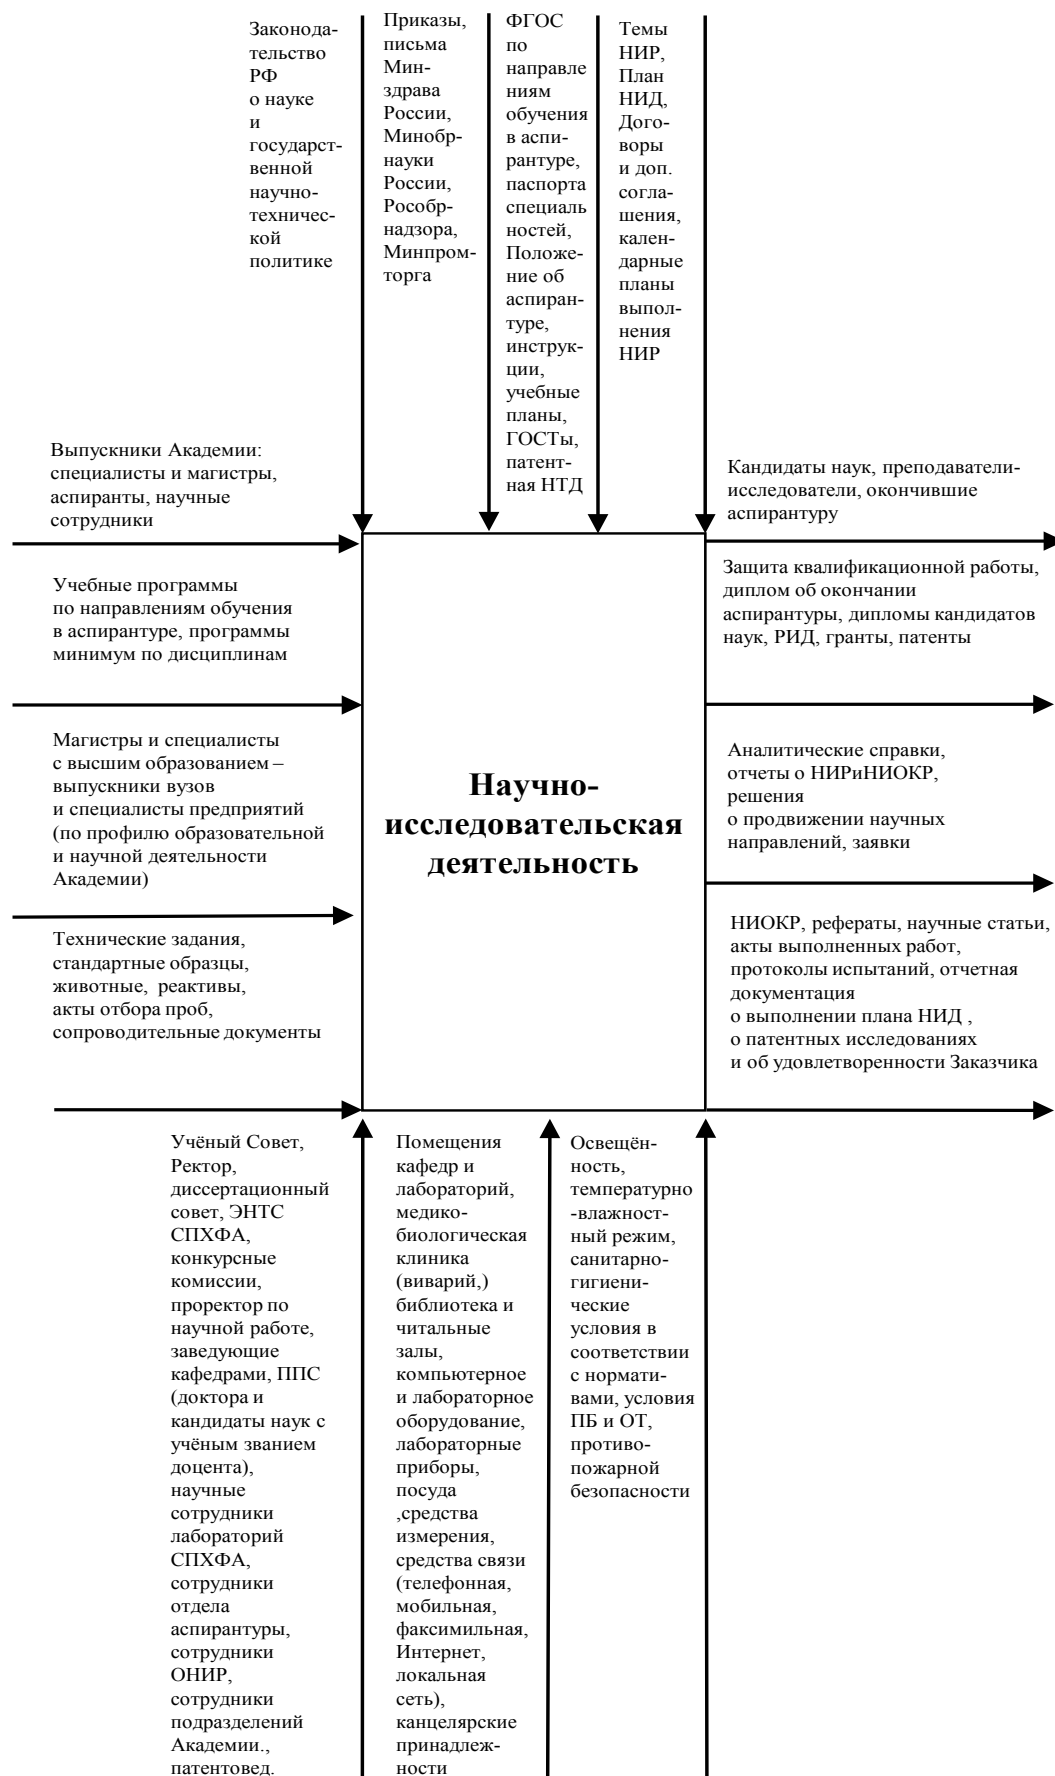 Законода-
тельство
РФ
о науке
и
государст-
венной
научно-
техничес-
кой
политике
Приказы,
письма
Мин-
здрава
России,
Минобр-
науки
России,
Рособр-
надзора,
Минпром-
торга
ФГОС
по
направле
ниям
обучения
в аспи-
рантуре,
паспорта
специаль
ностей,
Положе-
ние об
аспиран-
туре,
инструк-
ции,
учебные
планы,
ГОСТы,
патент-
ная НТД
Темы
НИР,
План
НИД,
Дого-
воры
и доп.
согла-
шения,
кален-
дарные
планы
выпол-
нения
НИР
Выпускники Академии:
специалисты и магистры,
аспиранты, научные
сотрудники
Учебные программы
по направлениям обучения
в аспирантуре, программы
минимум по дисциплинам
Магистры и специалисты
с высшим образованием –
выпускники вузов
и специалисты предприятий
(по профилю образовательной
и научной деятельности
Академии)
Технические задания,
стандартные образцы,
животные, реактивы,
акты отбора проб,
сопроводительные документы
Научно-
исследовательская
деятельность
Кандидаты наук, преподаватели-
исследователи, окончившие
аспирантуру
Защита квалификационной работы,
диплом об окончании
аспирантуры, дипломы кандидатов
наук, РИД, гранты, патенты
Аналитические справки,
отчеты о НИРиНИОКР,
решения
о продвижении научных
направлений, заявки
НИОКР, рефераты, научные статьи,
акты выполненных работ,
протоколы испытаний, отчетная
документация
о выполнении плана НИД ,
о патентных исследованиях
и об удовлетворенности Заказчика
Учёный Совет,
Ректор,
диссертационный
совет, ЭНТС
СПХФА,
конкурсные
комиссии,
проректор по
научной работе,
заведующие
кафедрами, ППС
(доктора и
кандидаты наук с
учёным званием
доцента),
научные
сотрудники
лабораторий
СПХФА,
сотрудники
отдела
аспирантуры,
сотрудники
ОНИР,
сотрудники
подразделений
Академии.,
патентовед.
Помещения
кафедр и
лабораторий,
медико-
биологическая
клиника
(виварий,)
библиотека и
читальные
залы,
компьютерное
и лабораторное
оборудование,
лабораторные
приборы,
посуда
,средства
измерения,
средства связи
(телефонная,
мобильная,
факсимильная,
Интернет,
локальная
сеть),
канцелярские
принадлеж-
ности
Освещён-
ность,
температурно
-влажност-
ный режим,
санитарно-
гигиени-
ческие
условия в
соответствии
с нормати-
вами, условия
ПБ и ОТ,
противо-
пожарной
безопасности